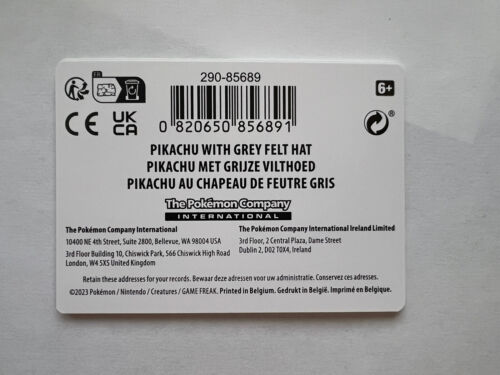 290-85689
FR
6+
CE UK
CA
0 820650 856891
PIKACHU WITH GREY FELT HAT
PIKACHU MET GRIJZE VILTHOED
PIKACHU AU CHAPEAU DE FEUTRE GRIS
The Pokémon Company
INTERNATIONAL
The Pokémon Company International
10400 NE 4th Street, Suite 2800, Bellevue, WA 98004 USA
3rd Floor Building 10, Chiswick Park, 566 Chiswick High Road
London, W4 5XS United Kingdom
The Pokémon Company International Ireland Limited
3rd Floor, 2 Central Plaza, Dame Street
Dublin 2, D02 T0X4, Ireland
Retain these addresses for your records. Bewaar deze adressen voor uw administratie. Conservez ces adresses.
©2023 Pokémon / Nintendo / Creatures / GAME FREAK. Printed in Belgium. Gedrukt in België. Imprimé en Belgique.